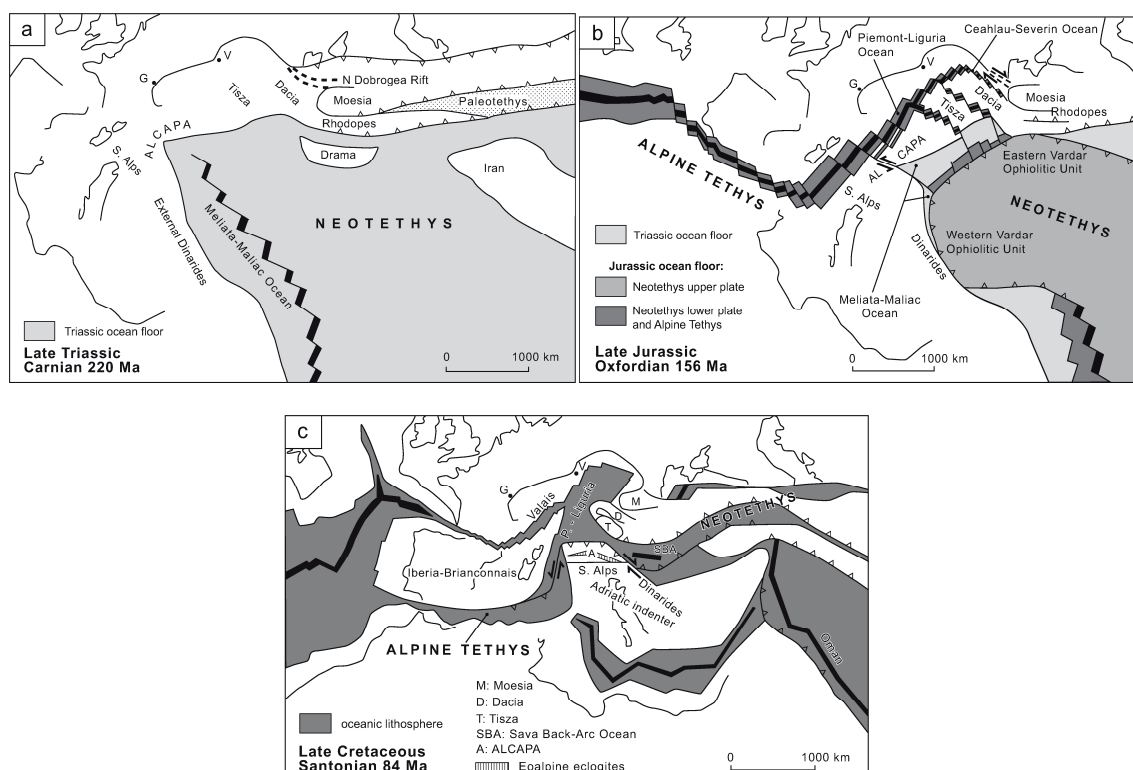 a
G
V
N Dobrogea Rift
Tisza
Dacia
Moesia
Paleotethys
Rhodopes
ALCAPA
S. Alps
Drama
Iran
External Dinarides
Meliata-Maliac Ocean
NEOTETHYS
Triassic ocean floor
Late Triassic
Carnian 220 Ma
0 1000 km
b
Piemont-Liguria
Ocean
Ceahlau-Severin Ocean
V
G
Tisza
Dacia
Moesia
Rhodopes
ALPINE TETHYS
AL CAPA
S. Alps
Eastern Vardar
Ophiolitic Unit
NEOTETHYS
Western Vardar
Ophiolitic Unit
Dinarides
Meliata-Maliac
Ocean
Triassic ocean floor
Jurassic ocean floor:
Neotethys upper plate
Neotethys lower plate
and Alpine Tethys
Late Jurassic
Oxfordian 156 Ma
0 1000 km
c
G
V
Valais
P. - Liguria
M
D
T
NEOTETHYS
SBA
A
S. Alps
Iberia-Brianconnais
Dinarides
Adriatic indenter
Oman
ALPINE TETHYS
M: Moesia
D: Dacia
T: Tisza
SBA: Sava Back-Arc Ocean
A: ALCAPA
Eoalpine eclogites
oceanic lithosphere
Late Cretaceous
Santonian 84 Ma
0 1000 km